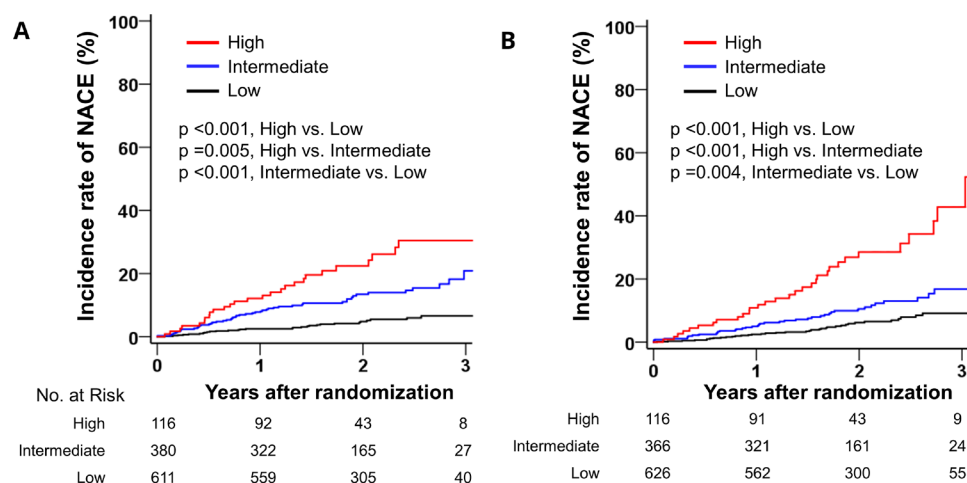 A
Incidence rate of NACE (%)
100
80
60
40
20
0
High
Intermediate
Low
p <0.001, High vs. Low
p =0.005, High vs. Intermediate
p <0.001, Intermediate vs. Low
0 1 2 3
Years after randomization
No. at Risk
High 116 92 43 8
Intermediate 380 322 165 27
Low 611 559 305 40
B
Incidence rate of NACE (%)
100
80
60
40
20
0
High
Intermediate
Low
p <0.001, High vs. Low
p <0.001, High vs. Intermediate
p =0.004, Intermediate vs. Low
0 1 2 3
Years after randomization
High 116 91 43 9
Intermediate 366 321 161 24
Low 626 562 300 55